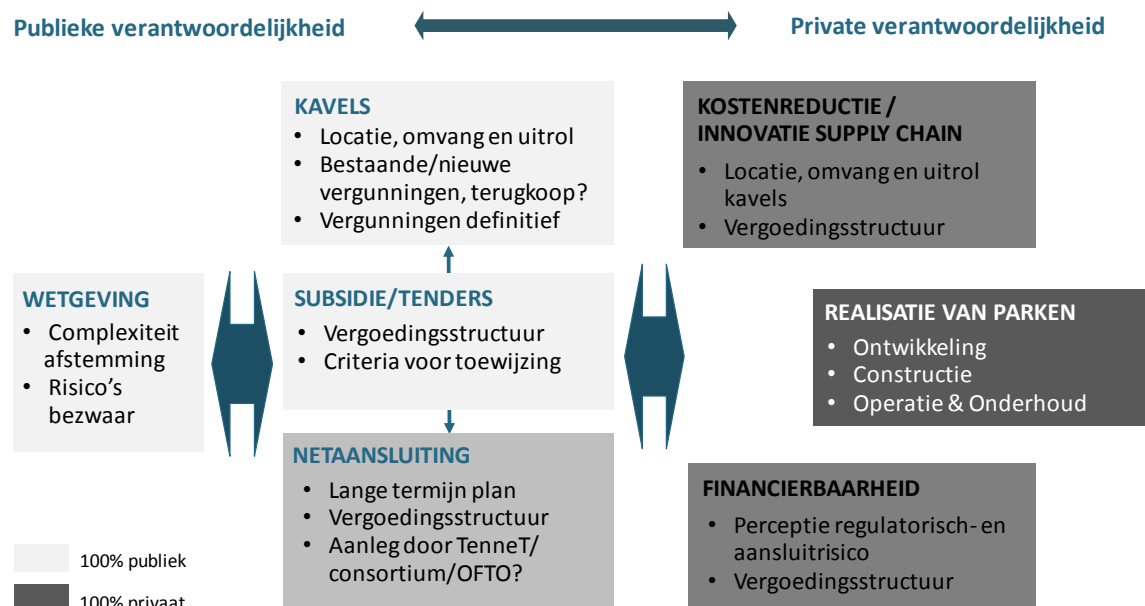 Publieke verantwoordelijkheid
Private verantwoordelijkheid
KAVELS
• Locatie, omvang en uitrol
• Bestaande/nieuwe
vergunningen, terugkoop?
• Vergunningen definitief
KOSTENREDUCTIE /
INNOVATIE SUPPLY CHAIN
• Locatie, omvang en uitrol
kavels
• Vergoedingsstructuur
WETGEVING
• Complexiteit
afstemming
• Risico's
bezwaar
SUBSIDIE/TENDERS
• Vergoedingsstructuur
• Criteria voor toewijzing
REALISATIE VAN PARKEN
• Ontwikkeling
• Constructie
• Operatie & Onderhoud
NETAANSLUITING
• Lange termijn plan
• Vergoedingsstructuur
• Aanleg door TenneT/
consortium/OFTO?
FINANCIERBAARHEID
• Perceptie regulatorisch- en
aansluitrisico
• Vergoedingsstructuur
100% publiek
100% privaat